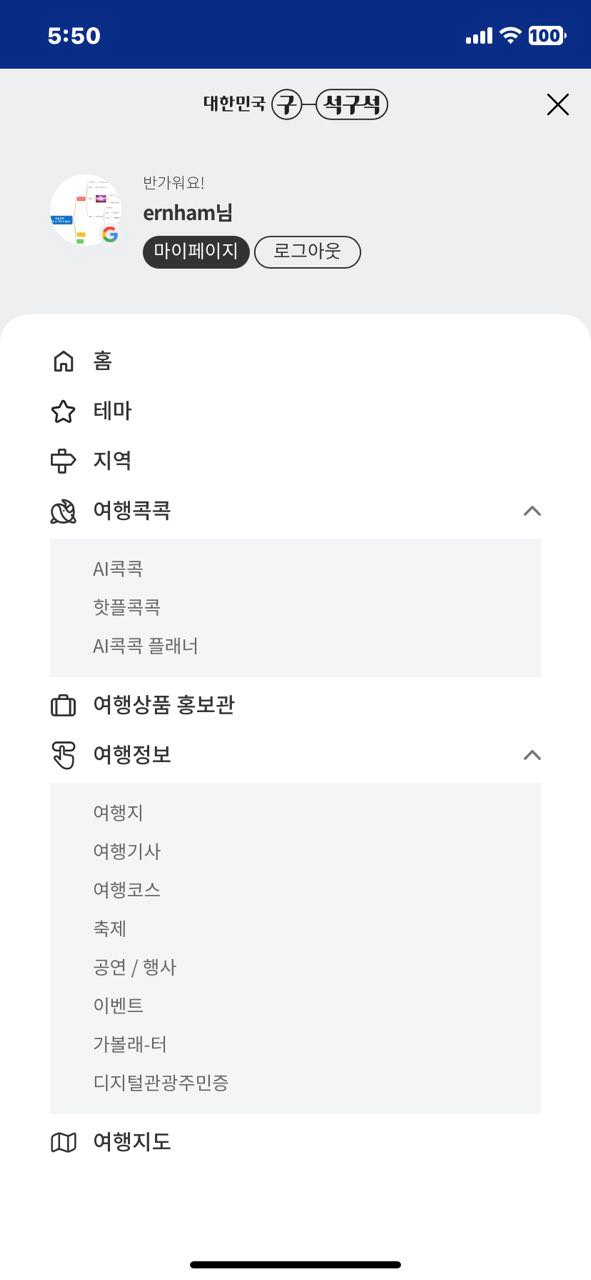 5:50
100
대한민국 구석구석
반가워요!
ernham님
마이페이지 로그아웃
홈
테마
지역
여행콕콕
AI콕콕
핫플콕콕
AI콕콕 플래너
여행상품 홍보관
여행정보
여행지
여행기사
여행코스
축제
공연 / 행사
이벤트
가볼래-터
디지털관광주민증
여행지도